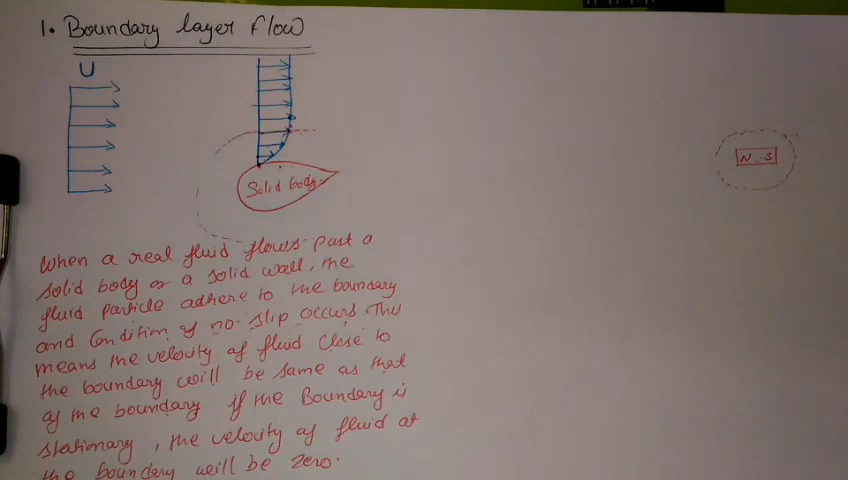 1. Boundary layer flow
U
Solid body
N S
When a real fluid flows past a
solid body or a solid wall, the
fluid particle adhere to the boundary
and condition of no slip occurs. This
means the velocity of fluid close to
the boundary will be same as that
of the boundary if the Boundary is
stationary, the velocity of fluid at
the boundary will be zero.